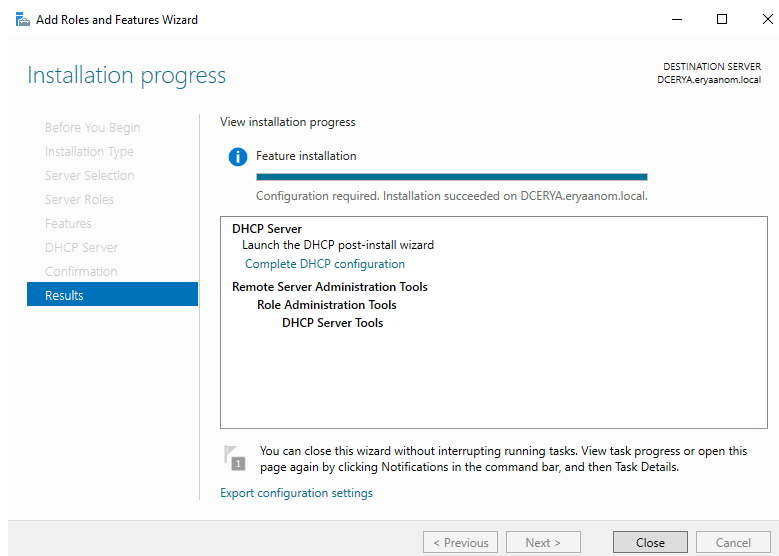 Add Roles and Features Wizard
Installation progress
DESTINATION SERVER
DCERYA.eryaanom.local
Before You Begin
Installation Type
Server Selection
Server Roles
Features
DHCP Server
Confirmation
Results
View installation progress
Feature installation
Configuration required. Installation succeeded on DCERYA.eryaanom.local.
DHCP Server
Launch the DHCP post-install wizard
Complete DHCP configuration
Remote Server Administration Tools
Role Administration Tools
DHCP Server Tools
1
You can close this wizard without interrupting running tasks. View task progress or open this
page again by clicking Notifications in the command bar, and then Task Details.
Export configuration settings
< Previous
Next >
Close
Cancel